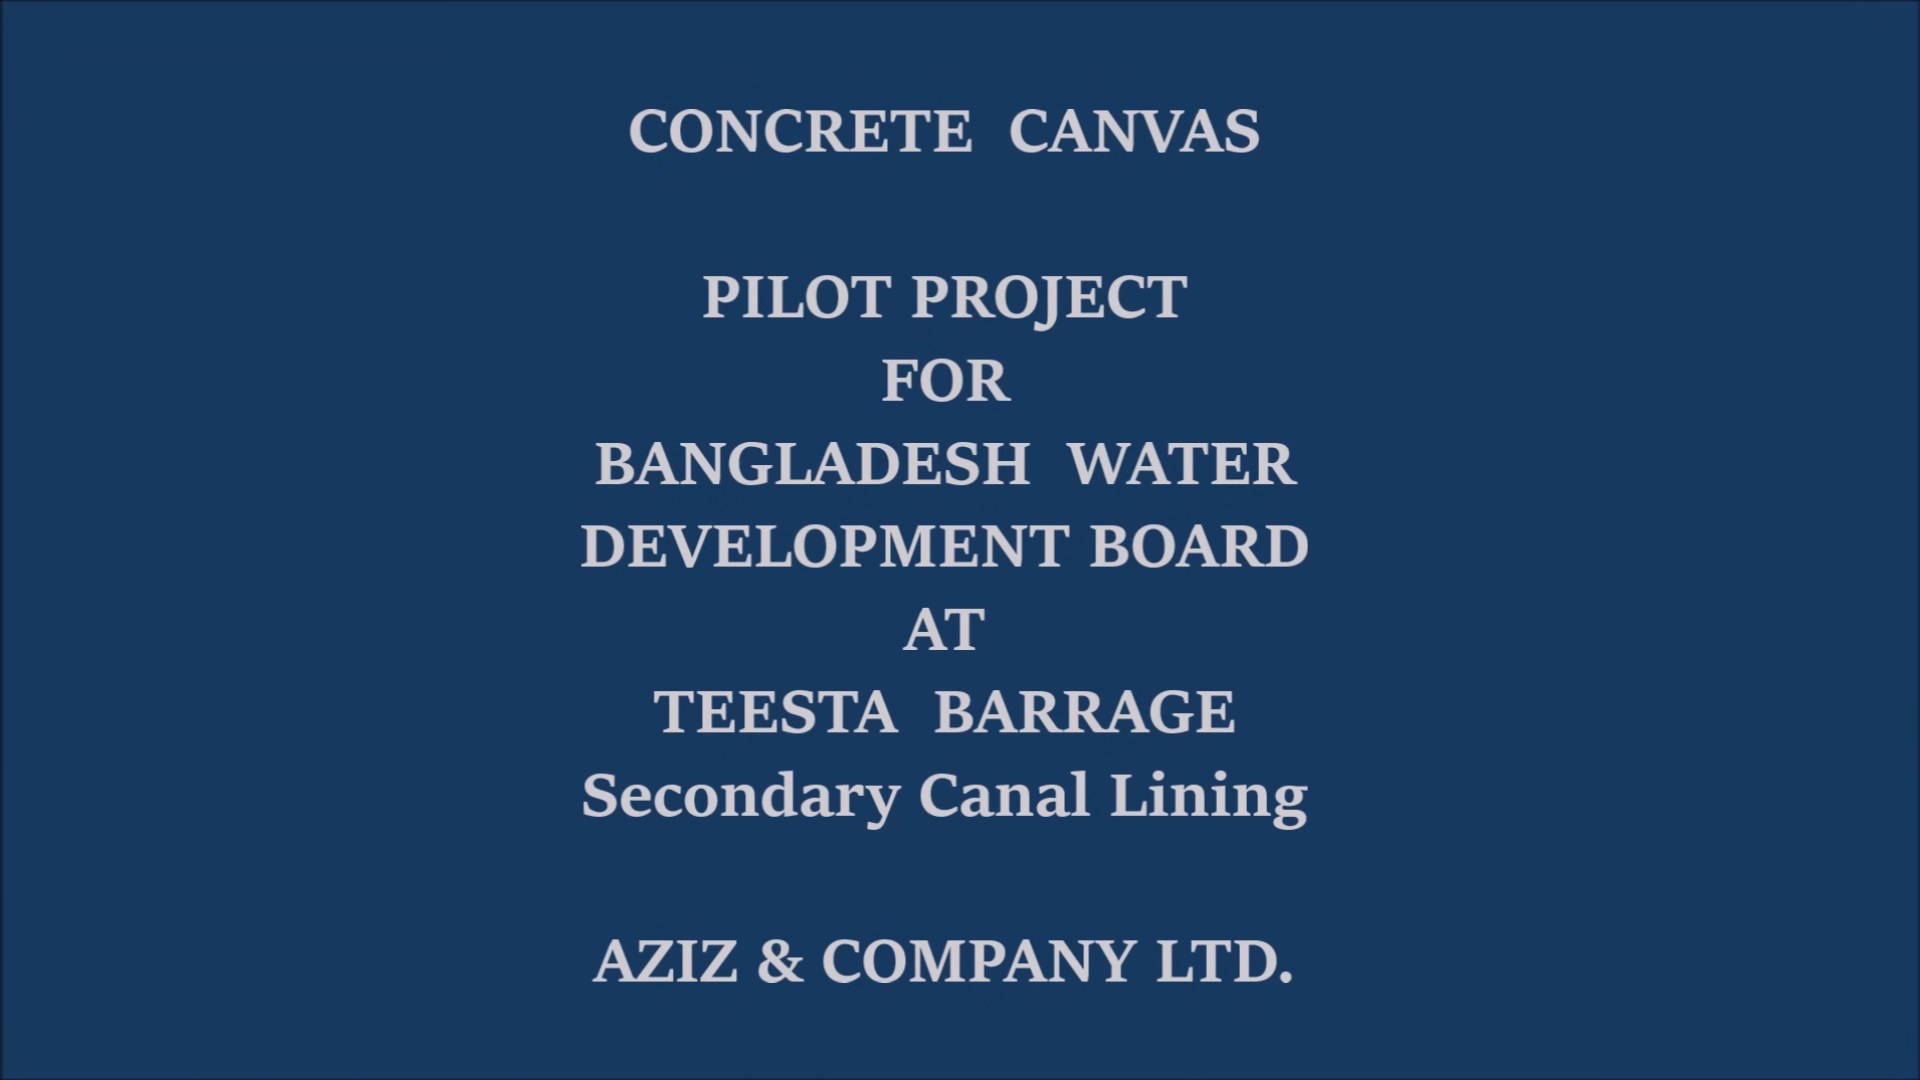 CONCRETE CANVAS
PILOT PROJECT
FOR
BANGLADESH WATER
DEVELOPMENT BOARD
AT
TEESTA BARRAGE
Secondary Canal Lining
AZIZ & COMPANY LTD.